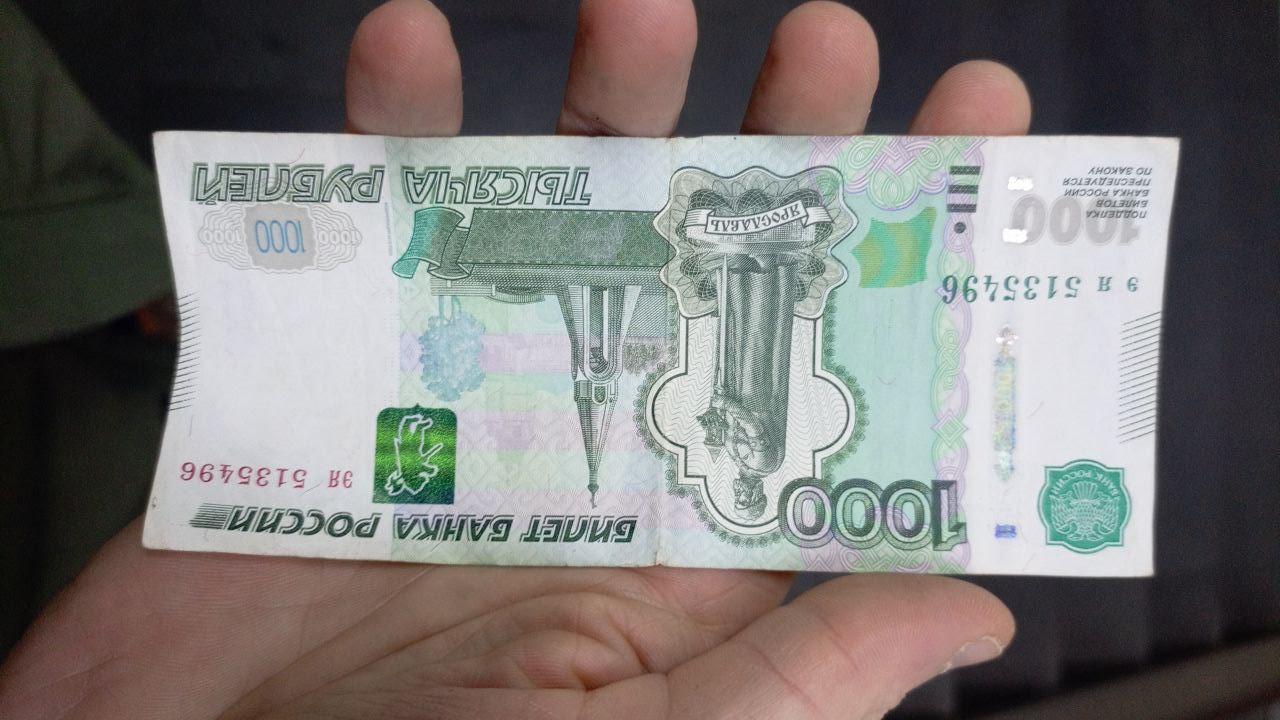 1000
БИЛЕТ БАНКА РОССИИ
БАНК РОССИИ
эя 5135496
э я 5135496
ЯРОСЛАВЛЬ
1000
ПОДДЕЛКА
БИЛЕТОВ
БАНКА РОССИИ
ПРЕСЛЕДУЕТСЯ
ПО ЗАКОНУ
1000 1000 1000
ТЫСЯЧА РУБЛЕЙ